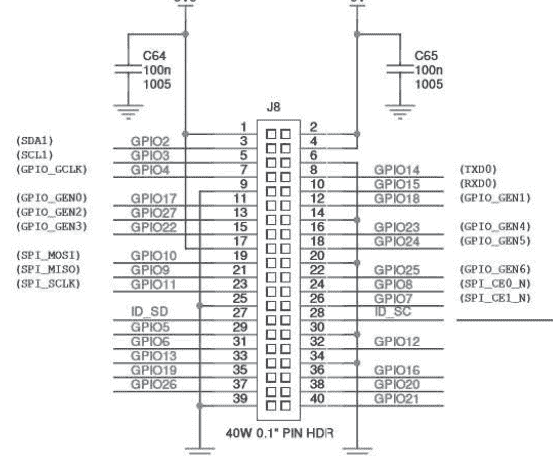 C64
100n
1005
C65
100n
1005
J8
1 2
(SDA1) GPIO2 3 4
(SCL1) GPIO3 5 6
(GPIO_GCLK) GPIO4 7 8 GPIO14 (TXD0)
9 10 GPIO15 (RXD0)
(GPIO_GEN0) GPIO17 11 12 GPIO18 (GPIO_GEN1)
(GPIO_GEN2) GPIO27 13 14
(GPIO_GEN3) GPIO22 15 16 GPIO23 (GPIO_GEN4)
17 18 GPIO24 (GPIO_GEN5)
(SPI_MOSI) GPIO10 19 20
(SPI_MISO) GPIO9 21 22 GPIO25 (GPIO_GEN6)
(SPI_SCLK) GPIO11 23 24 GPIO8 (SPI_CE0_N)
25 26 GPIO7 (SPI_CE1_N)
ID_SD 27 28 ID_SC
GPIO5 29 30
GPIO6 31 32 GPIO12
GPIO13 33 34
GPIO19 35 36 GPIO16
GPIO26 37 38 GPIO20
39 40 GPIO21
40W 0.1" PIN HDR